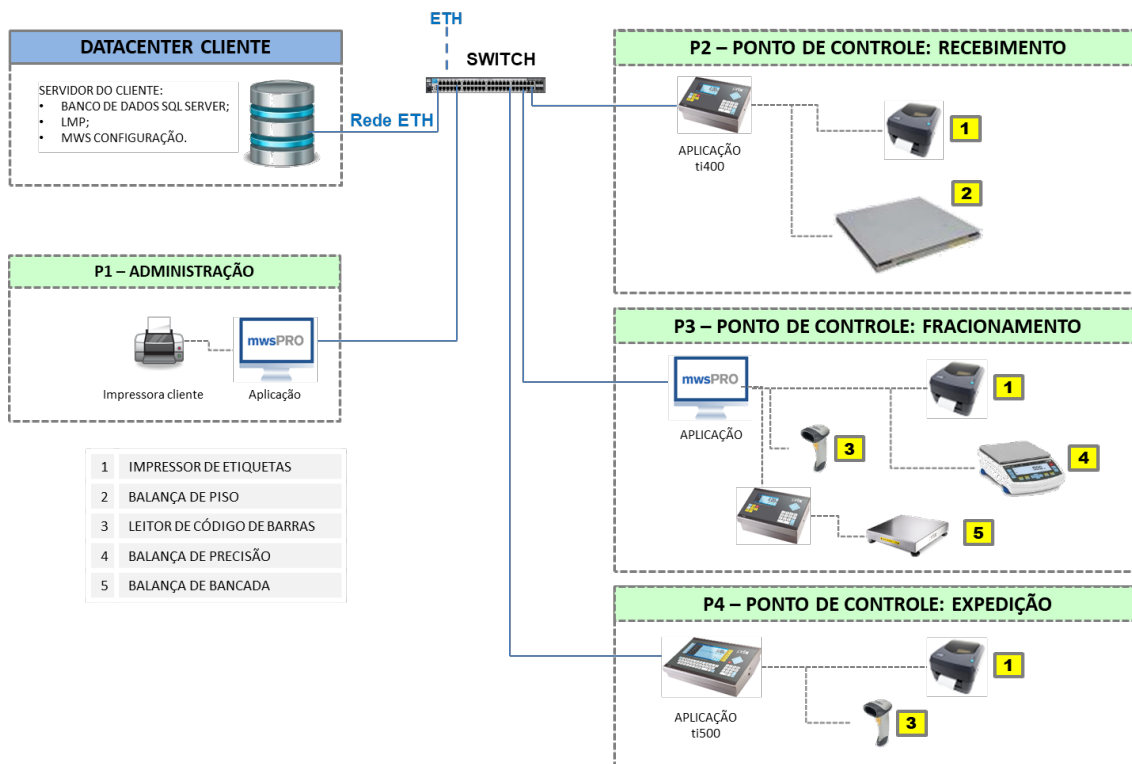 ETH
SWITCH
Rede ETH
DATACENTER CLIENTE
SERVIDOR DO CLIENTE:
• BANCO DE DADOS SQL SERVER;
• LMP;
• MWS CONFIGURAÇÃO.
P1 – ADMINISTRAÇÃO
mwsPRO
Impressora cliente
Aplicação
1 IMPRESSOR DE ETIQUETAS
2 BALANÇA DE PISO
3 LEITOR DE CÓDIGO DE BARRAS
4 BALANÇA DE PRECISÃO
5 BALANÇA DE BANCADA
P2 – PONTO DE CONTROLE: RECEBIMENTO
APLICAÇÃO
ti400
1
2
P3 – PONTO DE CONTROLE: FRACIONAMENTO
mwsPRO
APLICAÇÃO
1
3
4
5
P4 – PONTO DE CONTROLE: EXPEDIÇÃO
APLICAÇÃO
ti500
1
3